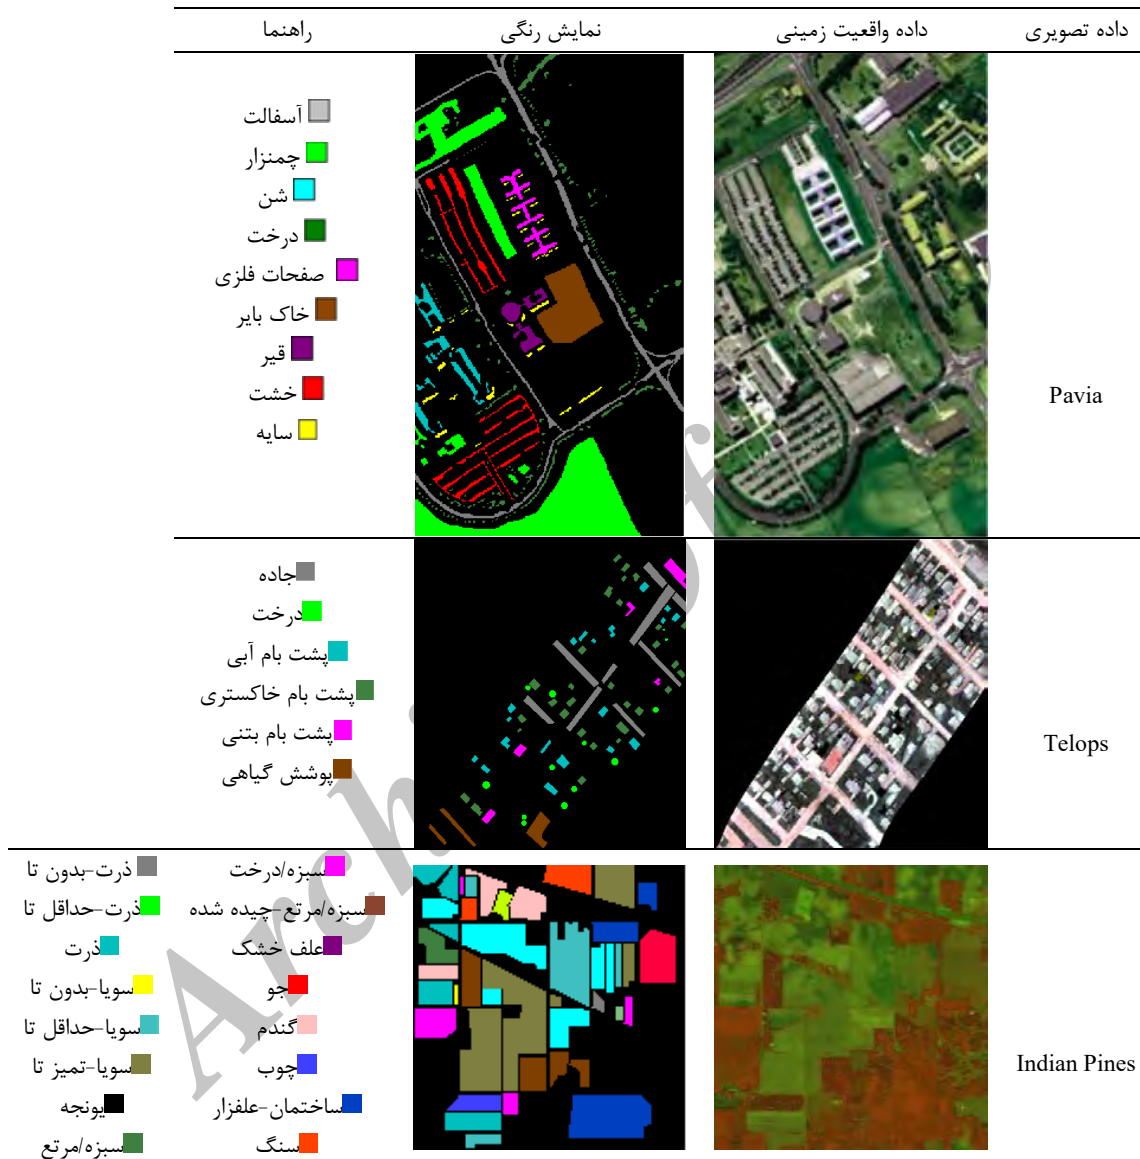 داده تصویری داده واقعیت زمینی نمایش رنگی راهنما
Pavia
آسفالت
چمنزار
شن
درخت
صفحات فلزی
خاک بایر
قیر
خشت
سایه
Telops
جاده
درخت
پشت بام آبی
پشت بام خاکستری
پشت بام بتنی
پوشش گیاهی
Indian Pines
سبزه/درخت ذرت-بدون تا
سبزه/مرتع-چیده شده ذرت-حداقل تا
علف خشک ذرت
جو سویا-بدون تا
گندم سویا-حداقل تا
چوب سویا-تمیز تا
ساختمان-علفزار یونجه
سنگ سبزه/مرتع